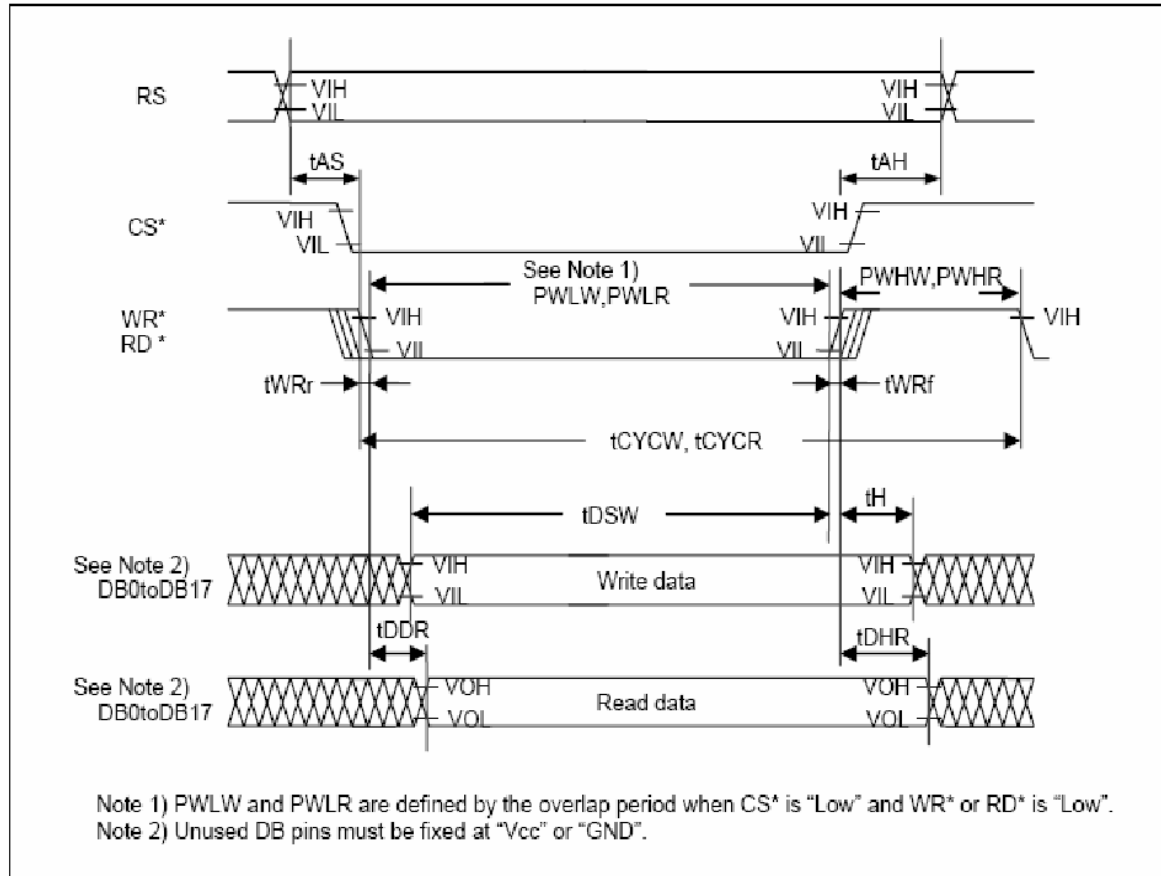 RS
VIH
VIL
VIH
VIL
tAS
tAH
CS*
VIH
VIL
VIH
VIL
See Note 1)
PWLW,PWLR
PWHW,PWHR
WR*
RD *
VIH
VIL
VIH
VIL
VIH
tWRr
tWRf
tCYCW, tCYCR
tDSW
tH
See Note 2)
DB0toDB17
VIH
VIL
Write data
VIH
VIL
tDDR
tDHR
See Note 2)
DB0toDB17
VOH
VOL
Read data
VOH
VOL
Note 1) PWLW and PWLR are defined by the overlap period when CS* is “Low” and WR* or RD* is “Low”.
Note 2) Unused DB pins must be fixed at “Vcc” or “GND”.